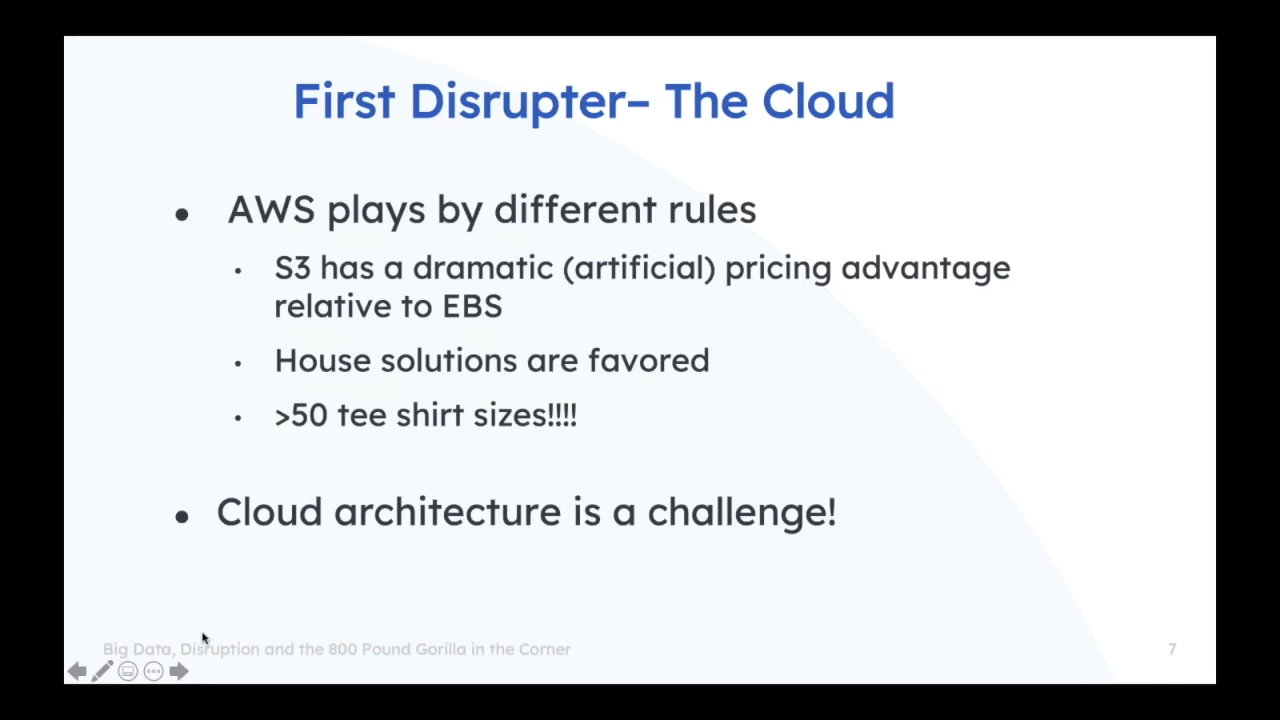 First Disrupter– The Cloud
• AWS plays by different rules
• S3 has a dramatic (artificial) pricing advantage
relative to EBS
• House solutions are favored
• >50 tee shirt sizes!!!!
• Cloud architecture is a challenge!
Big Data, Disruption and the 800 Pound Gorilla in the Corner
7